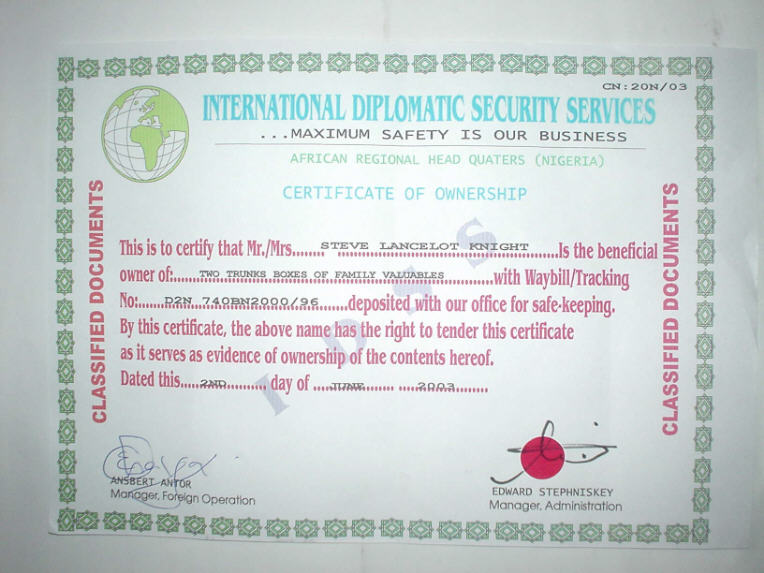 CN:20N/03
INTERNATIONAL DIPLOMATIC SECURITY SERVICES
...MAXIMUM SAFETY IS OUR BUSINESS
AFRICAN REGIONAL HEAD QUATERS (NIGERIA)
CERTIFICATE OF OWNERSHIP
CLASSIFIED DOCUMENTS
This is to certify that Mr./Mrs...... STEVE LANCELOT KNIGHT ......Is the beneficial
owner of:...... TWO TRUNKS BOXES OF FAMILY VALUABLES ......with Waybill/Tracking
No:...... D2N 740BN2000/96 ......deposited with our office for safe-keeping.
By this certificate, the above name has the right to tender this certificate
as it serves as evidence of ownership of the contents hereof.
Dated this..... 2ND ..... day of ..... JUNE ..... ..... 2003 .....
IDSS
CLASSIFIED DOCUMENTS
ANSBERT ANYOR
Manager, Foreign Operation
EDWARD STEPHNISKEY
Manager, Administration